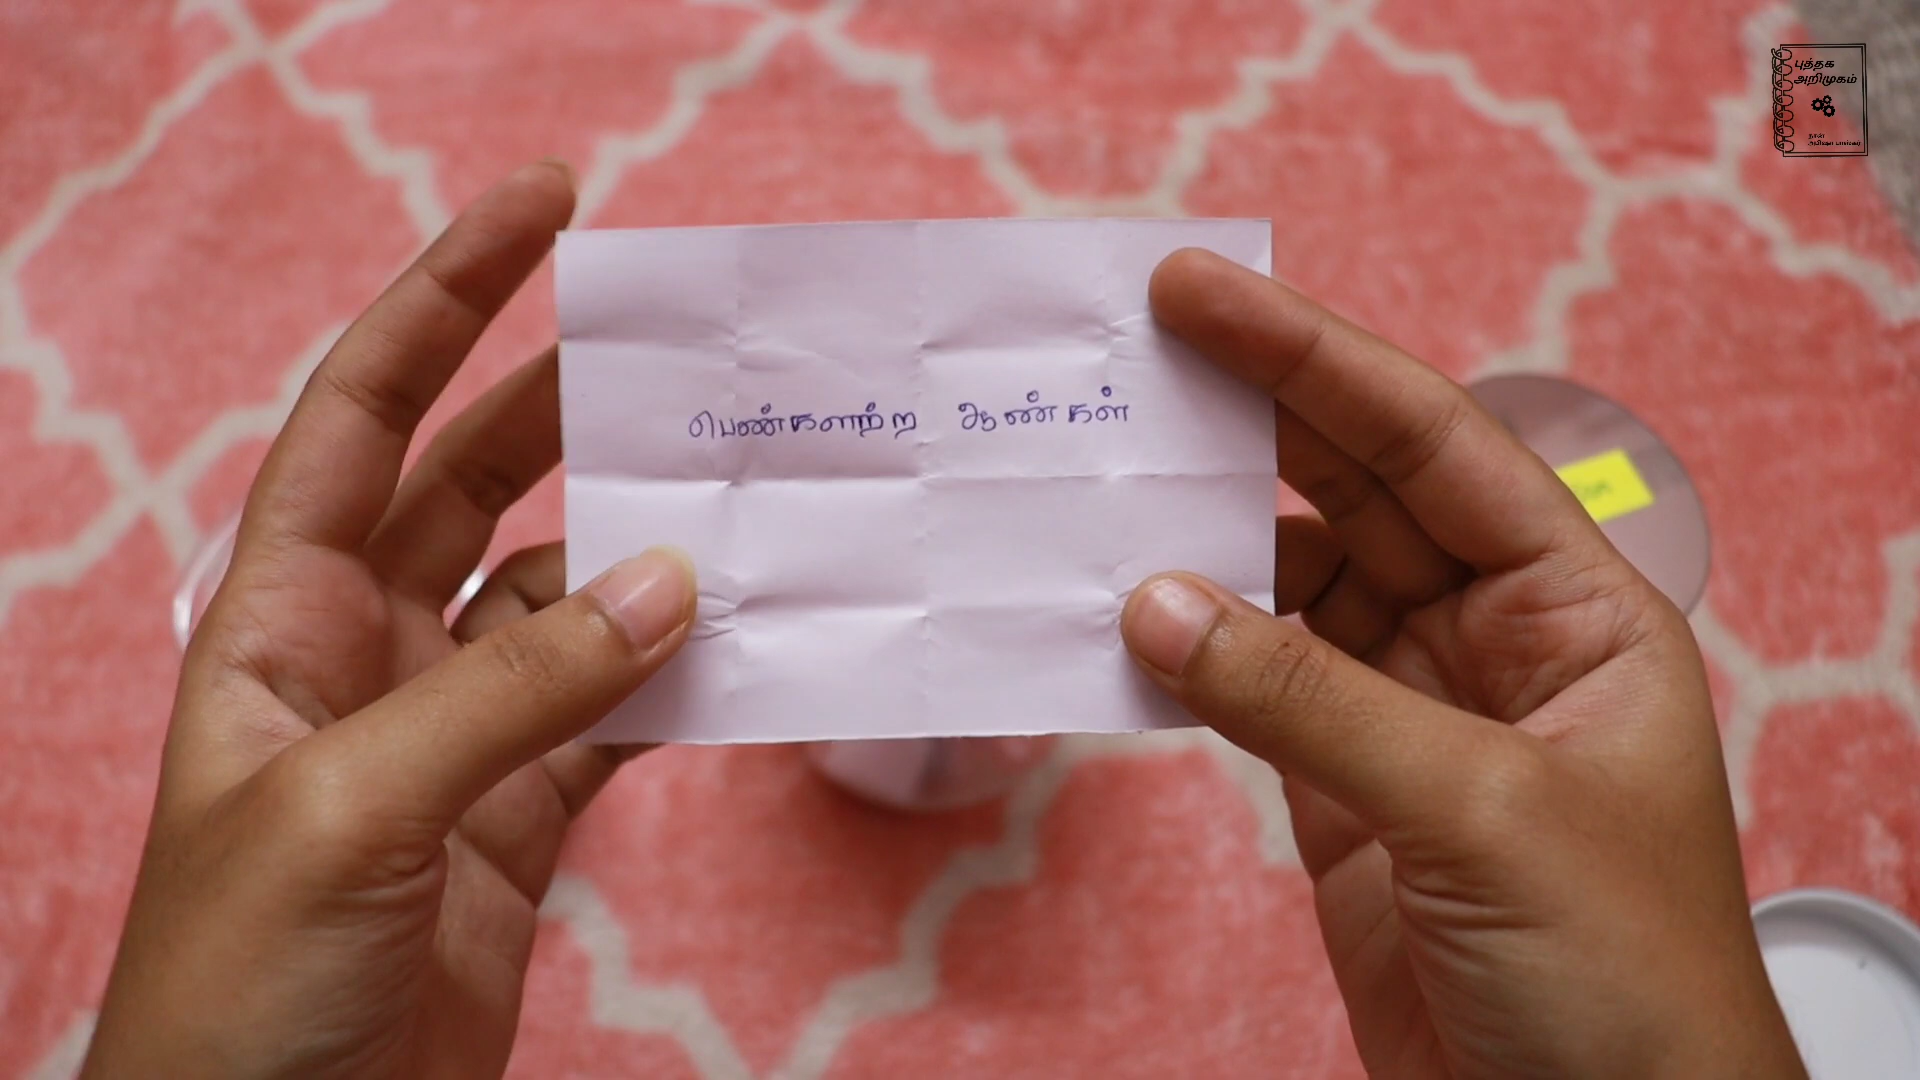 புத்தக
அறிமுகம்
நான்
பெண்களற்ற ஆண்கள்